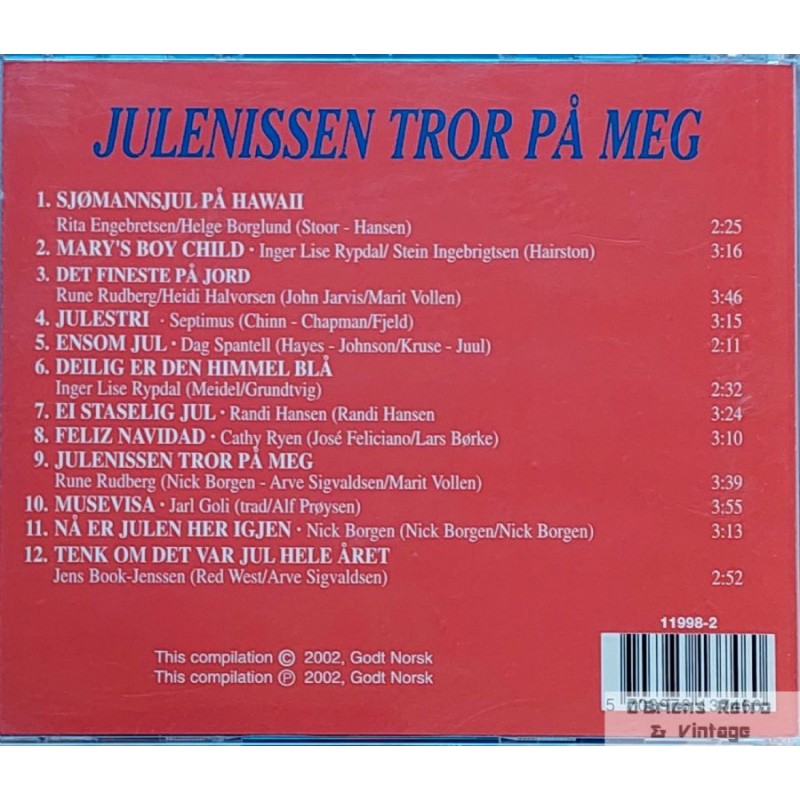 JULENISSEN TROR PÅ MEG
1. SJØMANNSJUL PÅ HAWAII
Rita Engebretsen/Helge Borglund (Stoor - Hansen) 2:25
2. MARY'S BOY CHILD · Inger Lise Rypdal/ Stein Ingebrigtsen (Hairston) 3:16
3. DET FINESTE PÅ JORD
Rune Rudberg/Heidi Halvorsen (John Jarvis/Marit Vollen) 3:46
4. JULESTRI · Septimus (Chinn - Chapman/Fjeld) 3:15
5. ENSOM JUL · Dag Spantell (Hayes - Johnson/Kruse - Juul) 2:11
6. DEILIG ER DEN HIMMEL BLÅ
Inger Lise Rypdal (Meidel/Grundtvig) 2:32
7. EI STASELIG JUL · Randi Hansen (Randi Hansen 3:24
8. FELIZ NAVIDAD · Cathy Ryen (José Feliciano/Lars Børke) 3:10
9. JULENISSEN TROR PÅ MEG
Rune Rudberg (Nick Borgen - Arve Sigvaldsen/Marit Vollen) 3:39
10. MUSEVISA · Jarl Goli (trad/Alf Prøysen) 3:55
11. NÅ ER JULEN HER IGJEN · Nick Borgen (Nick Borgen/Nick Borgen) 3:13
12. TENK OM DET VAR JUL HELE ÅRET
Jens Book-Jenssen (Red West/Arve Sigvaldsen) 2:52
11998-2
This compilation © 2002, Godt Norsk
This compilation ℗ 2002, Godt Norsk
O'Briens Retro
& Vintage